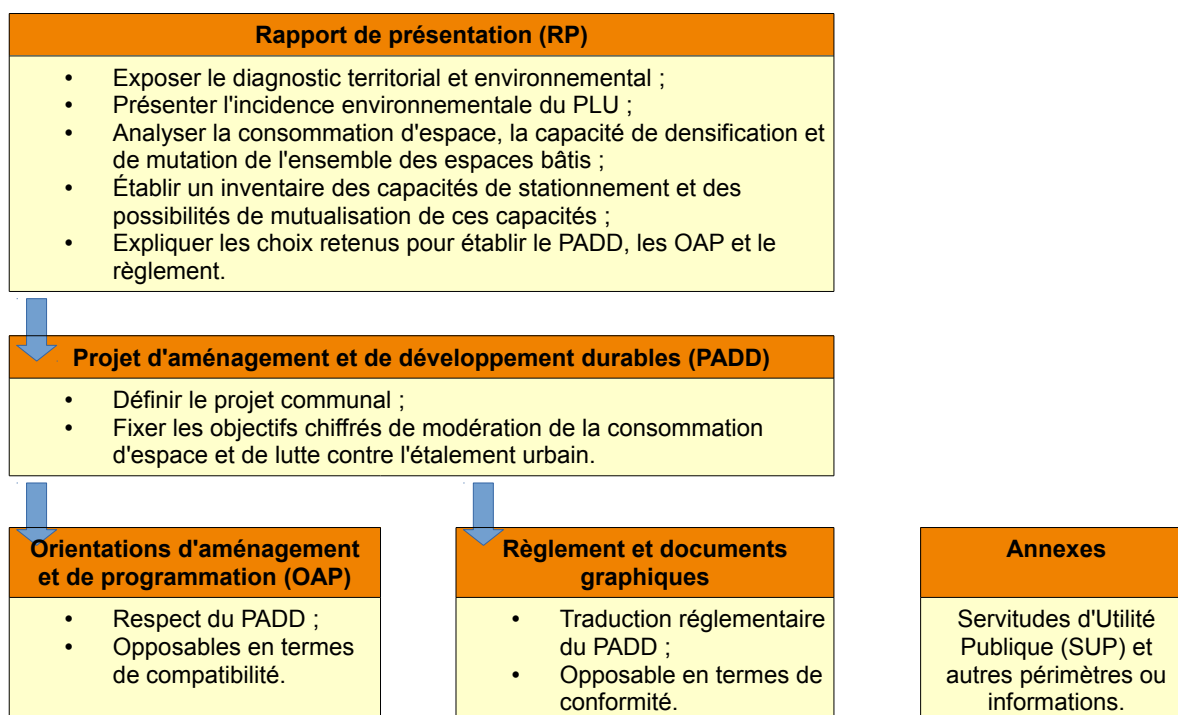 Rapport de présentation (RP)
• Exposer le diagnostic territorial et environnemental ;
• Présenter l'incidence environnementale du PLU ;
• Analyser la consommation d'espace, la capacité de densification et
de mutation de l'ensemble des espaces bâtis ;
• Établir un inventaire des capacités de stationnement et des
possibilités de mutualisation de ces capacités ;
• Expliquer les choix retenus pour établir le PADD, les OAP et le
règlement.
Projet d'aménagement et de développement durables (PADD)
• Définir le projet communal ;
• Fixer les objectifs chiffrés de modération de la consommation
d'espace et de lutte contre l'étalement urbain.
Orientations d'aménagement
et de programmation (OAP)
• Respect du PADD ;
• Opposables en termes
de compatibilité.
Règlement et documents
graphiques
• Traduction réglementaire
du PADD ;
• Opposable en termes de
conformité.
Annexes
Servitudes d'Utilité
Publique (SUP) et
autres périmètres ou
informations.